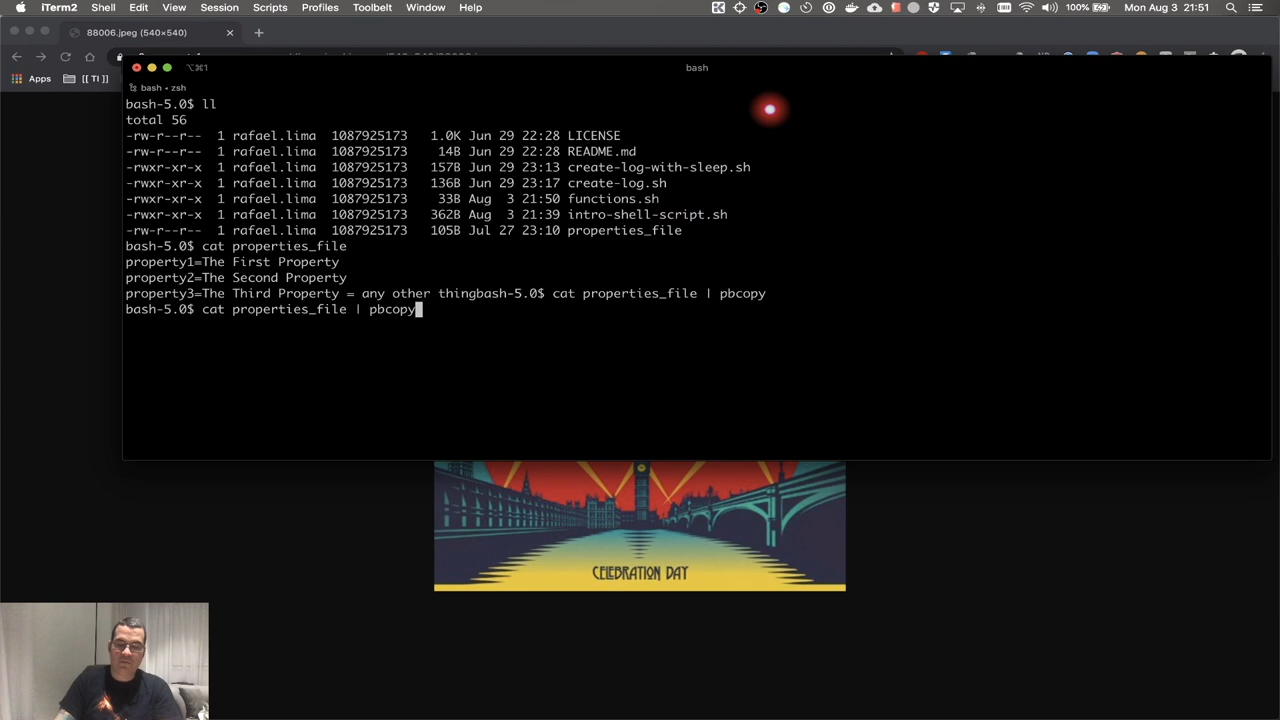 iTerm2 Shell Edit View Session Scripts Profiles Toolbelt Window Help 100% Mon Aug 3 21:51
88006.jpeg (540×540)
Apps [[ TI ]]
⌥⌘1 bash
bash • zsh
bash-5.0$ ll
total 56
-rw-r--r-- 1 rafael.lima 1087925173 1.0K Jun 29 22:28 LICENSE
-rw-r--r-- 1 rafael.lima 1087925173 14B Jun 29 22:28 README.md
-rwxr-xr-x 1 rafael.lima 1087925173 157B Jun 29 23:13 create-log-with-sleep.sh
-rwxr-xr-x 1 rafael.lima 1087925173 136B Jun 29 23:17 create-log.sh
-rwxr-xr-x 1 rafael.lima 1087925173 33B Aug 3 21:50 functions.sh
-rwxr-xr-x 1 rafael.lima 1087925173 362B Aug 3 21:39 intro-shell-script.sh
-rw-r--r-- 1 rafael.lima 1087925173 105B Jul 27 23:10 properties_file
bash-5.0$ cat properties_file
property1=The First Property
property2=The Second Property
property3=The Third Property = any other thingbash-5.0$ cat properties_file | pbcopy
bash-5.0$ cat properties_file | pbcopy
CELEBRATION DAY